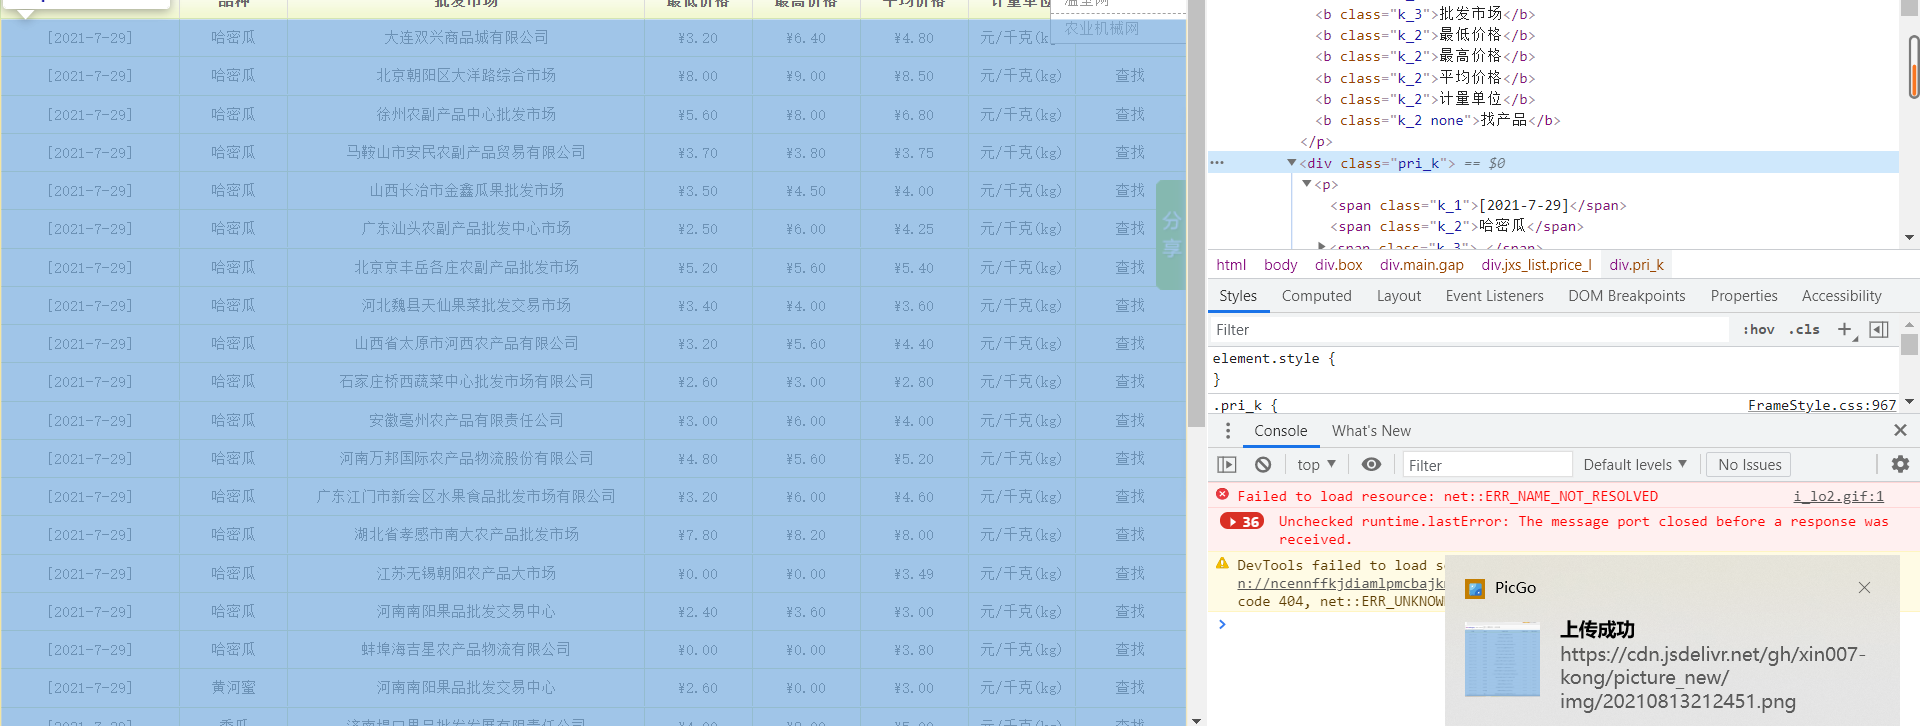 品种 批发市场 最低价格 最高价格 平均价格 计量单位
温室网
农业机械网
[2021-7-29] 哈密瓜 大连双兴商品城有限公司 ¥3.20 ¥6.40 ¥4.80 元/千克(kg)
[2021-7-29] 哈密瓜 北京朝阳区大洋路综合市场 ¥8.00 ¥9.00 ¥8.50 元/千克(kg) 查找
[2021-7-29] 哈密瓜 徐州农副产品中心批发市场 ¥5.60 ¥8.00 ¥6.80 元/千克(kg) 查找
[2021-7-29] 哈密瓜 马鞍山市安民农副产品贸易有限公司 ¥3.70 ¥3.80 ¥3.75 元/千克(kg) 查找
[2021-7-29] 哈密瓜 山西长治市金鑫瓜果批发市场 ¥3.50 ¥4.50 ¥4.00 元/千克(kg) 查找
[2021-7-29] 哈密瓜 广东汕头农副产品批发中心市场 ¥2.50 ¥6.00 ¥4.25 元/千克(kg) 查找
[2021-7-29] 哈密瓜 北京京丰岳各庄农副产品批发市场 ¥5.20 ¥5.60 ¥5.40 元/千克(kg) 查找
[2021-7-29] 哈密瓜 河北魏县天仙果菜批发交易市场 ¥3.40 ¥4.00 ¥3.60 元/千克(kg) 查找
[2021-7-29] 哈密瓜 山西省太原市河西农产品有限公司 ¥3.20 ¥5.60 ¥4.40 元/千克(kg) 查找
[2021-7-29] 哈密瓜 石家庄桥西蔬菜中心批发市场有限公司 ¥2.60 ¥3.00 ¥2.80 元/千克(kg) 查找
[2021-7-29] 哈密瓜 安徽亳州农产品有限责任公司 ¥3.00 ¥6.00 ¥4.00 元/千克(kg) 查找
[2021-7-29] 哈密瓜 河南万邦国际农产品物流股份有限公司 ¥4.80 ¥5.60 ¥5.20 元/千克(kg) 查找
[2021-7-29] 哈密瓜 广东江门市新会区水果食品批发市场有限公司 ¥3.20 ¥6.00 ¥4.60 元/千克(kg) 查找
[2021-7-29] 哈密瓜 湖北省孝感市南大农产品批发市场 ¥7.80 ¥8.20 ¥8.00 元/千克(kg) 查找
[2021-7-29] 哈密瓜 江苏无锡朝阳农产品大市场 ¥0.00 ¥0.00 ¥3.49 元/千克(kg) 查找
[2021-7-29] 哈密瓜 河南南阳果品批发交易中心 ¥2.40 ¥3.60 ¥3.00 元/千克(kg) 查找
[2021-7-29] 哈密瓜 蚌埠海吉星农产品物流有限公司 ¥0.00 ¥0.00 ¥3.80 元/千克(kg) 查找
[2021-7-29] 黄河蜜 河南南阳果品批发交易中心 ¥2.60 ¥0.00 ¥3.00 元/千克(kg) 查找
分享
<b class="k_3">批发市场</b>
<b class="k_2">最低价格</b>
<b class="k_2">最高价格</b>
<b class="k_2">平均价格</b>
<b class="k_2">计量单位</b>
<b class="k_2 none">找产品</b>
</p>
<div class="pri_k"> == $0
<p>
<span class="k_1">[2021-7-29]</span>
<span class="k_2">哈密瓜</span>
<span class="k_3"> </span>
html body div.box div.main.gap div.jxs_list.price_l div.pri_k
Styles Computed Layout Event Listeners DOM Breakpoints Properties Accessibility
Filter :hov .cls
element.style {
}
.pri_k { FrameStyle.css:967
Console What's New
top Filter Default levels No Issues
Failed to load resource: net::ERR_NAME_NOT_RESOLVED i_lo2.gif:1
36 Unchecked runtime.lastError: The message port closed before a response was
received.
DevTools failed to load s
n://ncennffkjdiamlpmcbajk
code 404, net::ERR_UNKNOW
PicGo
上传成功
https://cdn.jsdelivr.net/gh/xin007-
kong/picture_new/
img/20210813212451.png